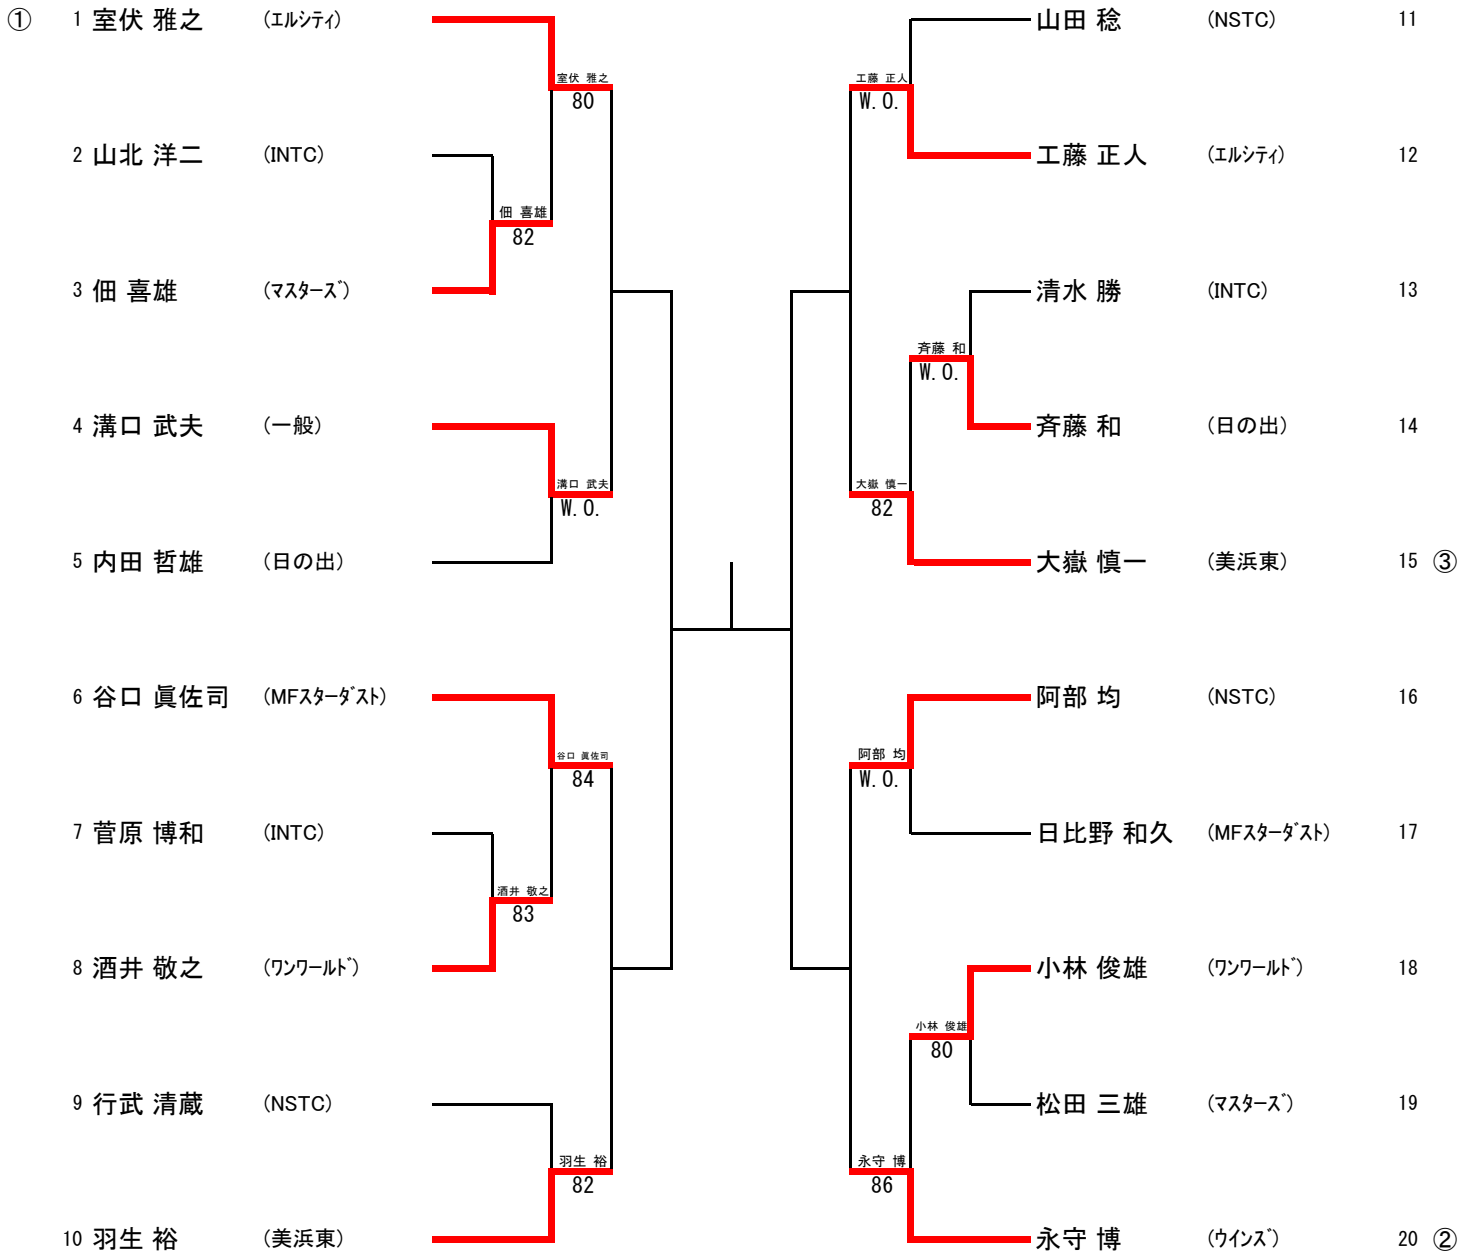 ① 1 室伏 雅之 (エルシティ)
山田 稔 (NSTC) 11
室伏 雅之
80
工藤 正人
W.O.
2 山北 洋二 (INTC)
工藤 正人 (エルシティ) 12
佃 喜雄
82
3 佃 喜雄 (マスターズ)
清水 勝 (INTC) 13
斉藤 和
W.O.
4 溝口 武夫 (一般)
斉藤 和 (日の出) 14
溝口 武夫
W.O.
大嶽 慎一
82
5 内田 哲雄 (日の出)
大嶽 慎一 (美浜東) 15 ③
6 谷口 眞佐司 (MFスターダスト)
阿部 均 (NSTC) 16
谷口 眞佐司
84
阿部 均
W.O.
7 菅原 博和 (INTC)
日比野 和久 (MFスターダスト) 17
酒井 敬之
83
8 酒井 敬之 (ワンワールド)
小林 俊雄 (ワンワールド) 18
小林 俊雄
80
9 行武 清蔵 (NSTC)
松田 三雄 (マスターズ) 19
羽生 裕
82
永守 博
86
10 羽生 裕 (美浜東)
永守 博 (ウインズ) 20 ②